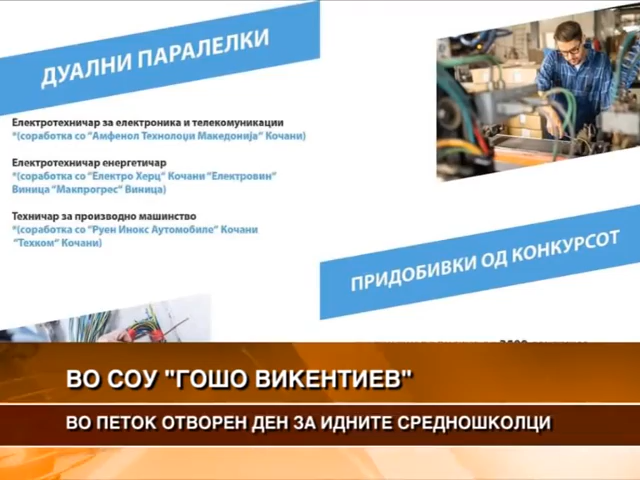 ДУАЛНИ ПАРАЛЕЛКИ
Електротехничар за електроника и телекомуникации
*(соработка со “Амфенол Технолоџи Македонија“ Кочани)
Електротехничар енергетичар
*(соработка со “Електро Херц“ Кочани “Електровин“
Виница “Макпрогрес“ Виница)
Техничар за производно машинство
*(соработка со “Руен Инокс Аутомобиле“ Кочани
“Техком“ Кочани)
ПРИДОБИВКИ ОД КОНКУРСОТ
ВО СОУ "ГОШО ВИКЕНТИЕВ"
ВО ПЕТОК ОТВОРЕН ДЕН ЗА ИДНИТЕ СРЕДНОШКОЛЦИ